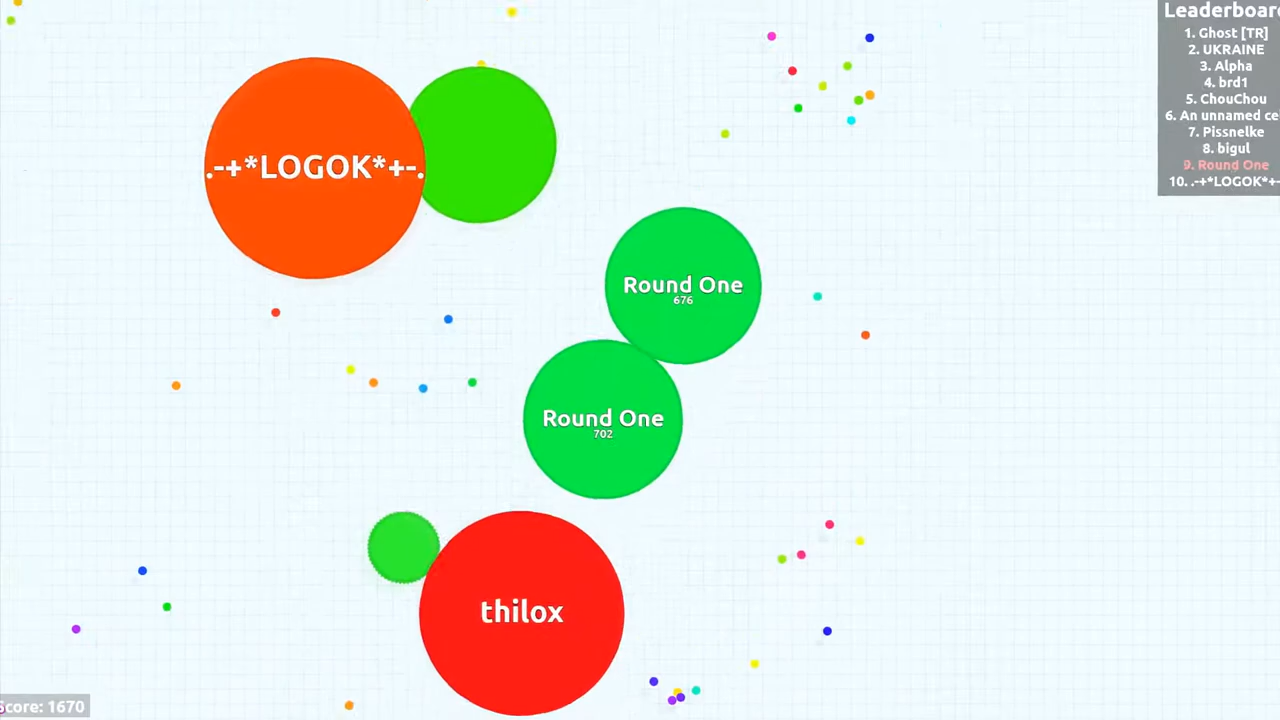 Leaderboar
1. Ghost [TR]
2. UKRAINE
3. Alpha
4. brd1
5. ChouChou
6. An unnamed ce
7. Pissnelke
8. bigul
9. Round One
10. .-+*LOGOK*+-
.-+*LOGOK*+-.
Round One
676
Round One
702
thilox
Score: 1670